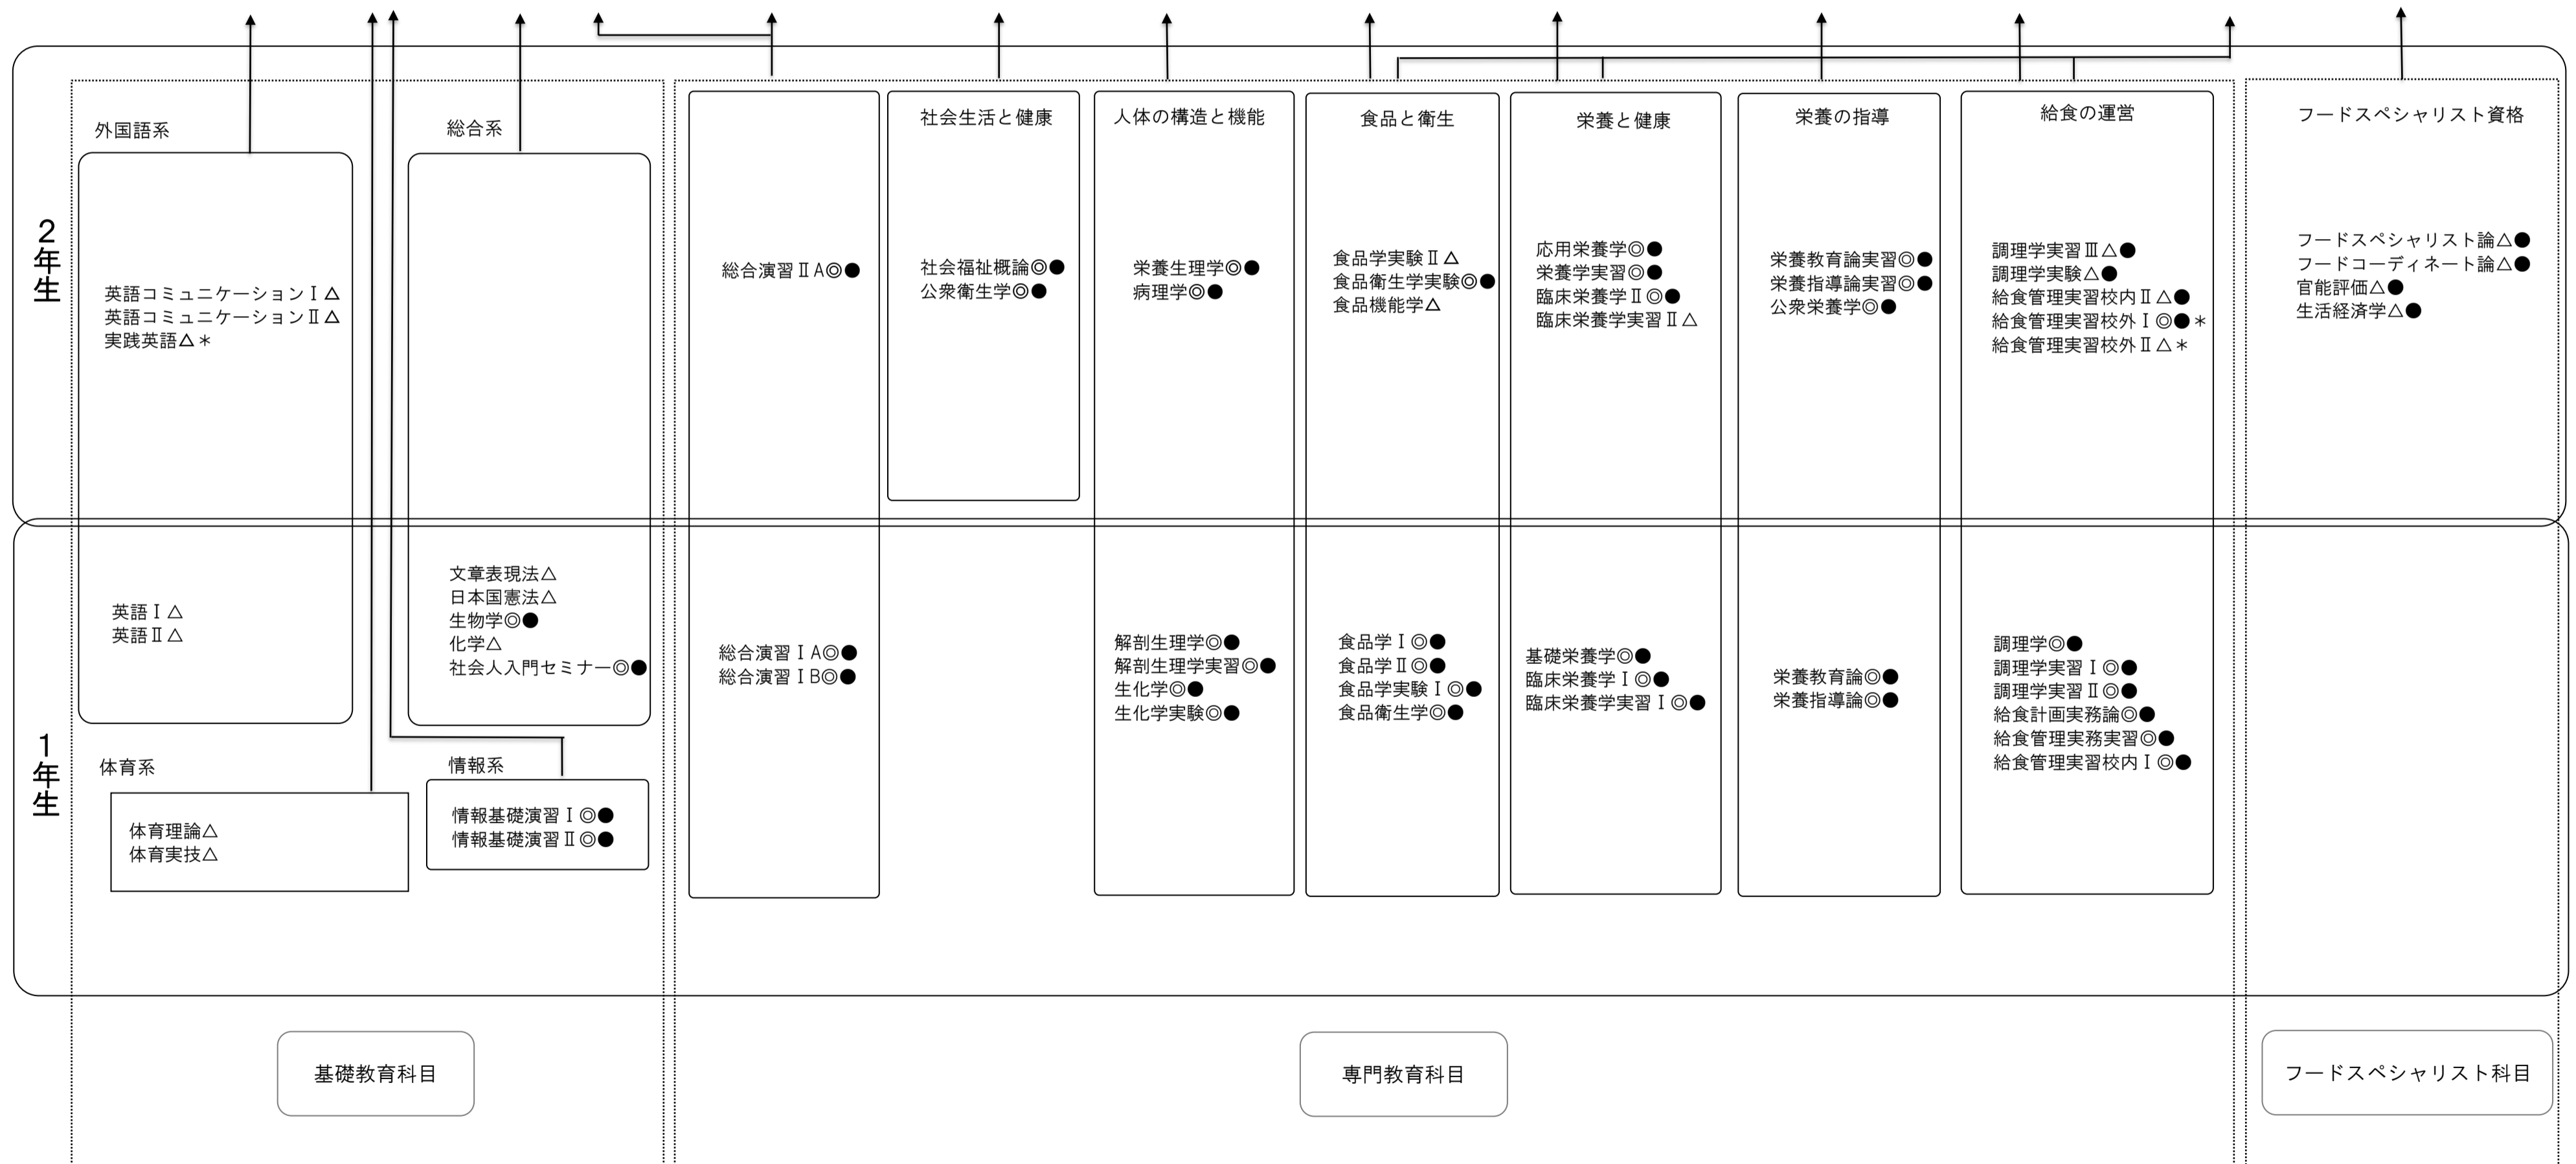 2年生
外国語系
英語コミュニケーションⅠ△
英語コミュニケーションⅡ△
実践英語△＊
総合系
総合演習ⅡA◎●
社会生活と健康
社会福祉概論◎●
公衆衛生学◎●
人体の構造と機能
栄養生理学◎●
病理学◎●
食品と衛生
食品学実験Ⅱ△
食品衛生学実験◎●
食品機能学△
栄養と健康
応用栄養学◎●
栄養学実習◎●
臨床栄養学Ⅱ◎●
臨床栄養学実習Ⅱ△
栄養の指導
栄養教育論実習◎●
栄養指導論実習◎●
公衆栄養学◎●
給食の運営
調理学実習Ⅲ△●
調理学実験△●
給食管理実習校内Ⅱ△●
給食管理実習校外Ⅰ◎●＊
給食管理実習校外Ⅱ△＊
フードスペシャリスト資格
フードスペシャリスト論△●
フードコーディネート論△●
官能評価△●
生活経済学△●
1年生
英語Ⅰ△
英語Ⅱ△
文章表現法△
日本国憲法△
生物学◎●
化学△
社会人入門セミナー◎●
体育系
体育理論△
体育実技△
情報系
情報基礎演習Ⅰ◎●
情報基礎演習Ⅱ◎●
総合演習ⅠA◎●
総合演習ⅠB◎●
解剖生理学◎●
解剖生理学実習◎●
生化学◎●
生化学実験◎●
食品学Ⅰ◎●
食品学Ⅱ◎●
食品学実験Ⅰ◎●
食品衛生学◎●
基礎栄養学◎●
臨床栄養学Ⅰ◎●
臨床栄養学実習Ⅰ◎●
栄養教育論◎●
栄養指導論◎●
調理学◎●
調理学実習Ⅰ◎●
調理学実習Ⅱ◎●
給食計画実務論◎●
給食管理実務実習◎●
給食管理実習校内Ⅰ◎●
基礎教育科目
専門教育科目
フードスペシャリスト科目